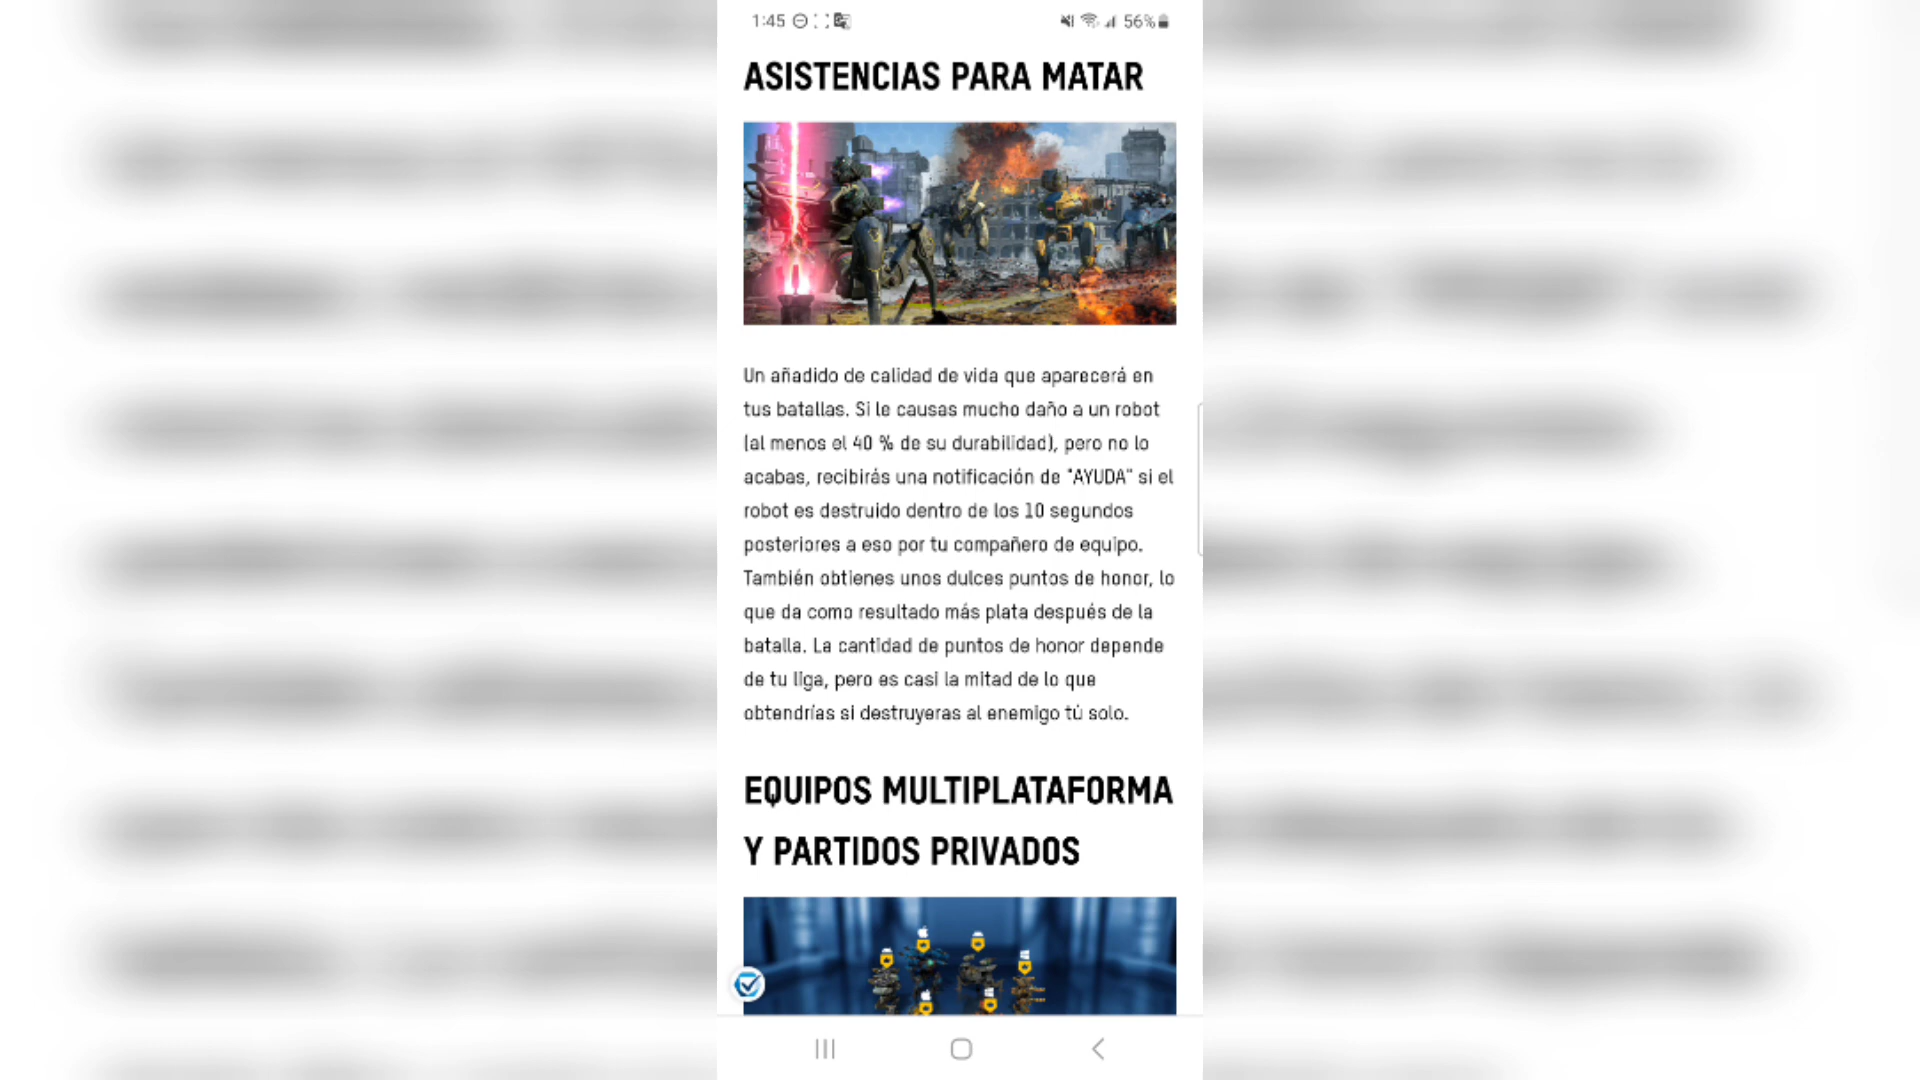 1:45
56%
ASISTENCIAS PARA MATAR
Un añadido de calidad de vida que aparecerá en
tus batallas. Si le causas mucho daño a un robot
(al menos el 40 % de su durabilidad), pero no lo
acabas, recibirás una notificación de "AYUDA" si el
robot es destruido dentro de los 10 segundos
posteriores a eso por tu compañero de equipo.
También obtienes unos dulces puntos de honor, lo
que da como resultado más plata después de la
batalla. La cantidad de puntos de honor depende
de tu liga, pero es casi la mitad de lo que
obtendrías si destruyeras al enemigo tú solo.
EQUIPOS MULTIPLATAFORMA
Y PARTIDOS PRIVADOS